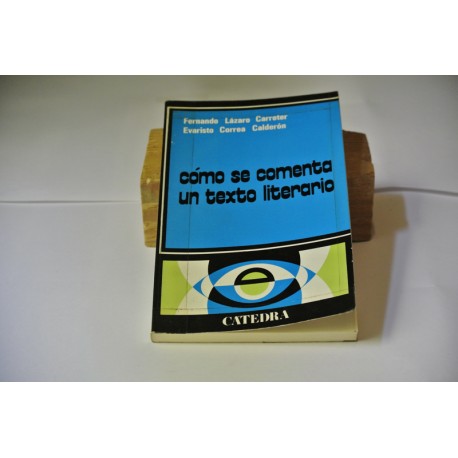 Fernando Lázaro Carreter
Evaristo Correa Calderón
cómo se comenta
un texto literario
CATEDRA